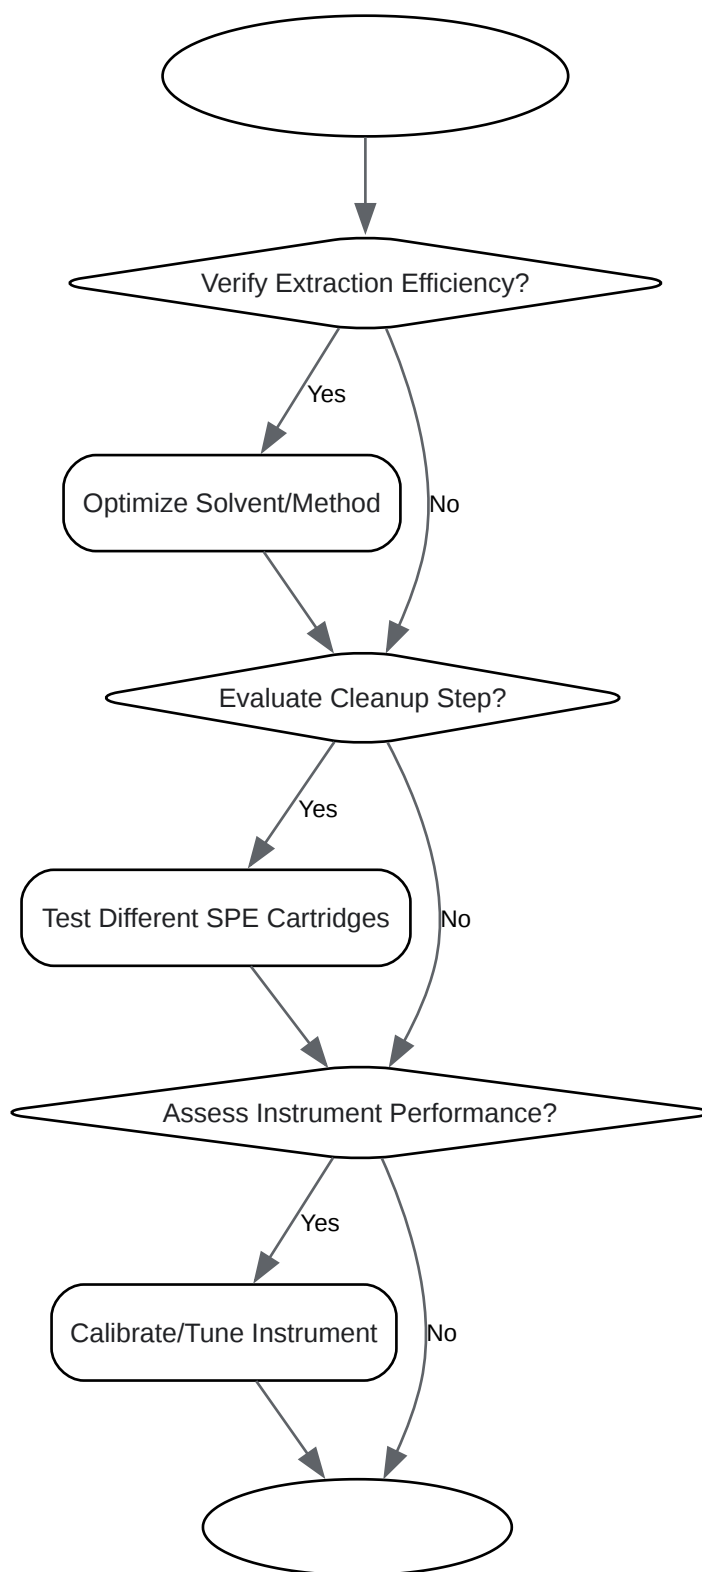 Verify Extraction Efficiency?
Yes
Optimize Solvent/Method
No
Evaluate Cleanup Step?
Yes
Test Different SPE Cartridges
No
Assess Instrument Performance?
Yes
Calibrate/Tune Instrument
No